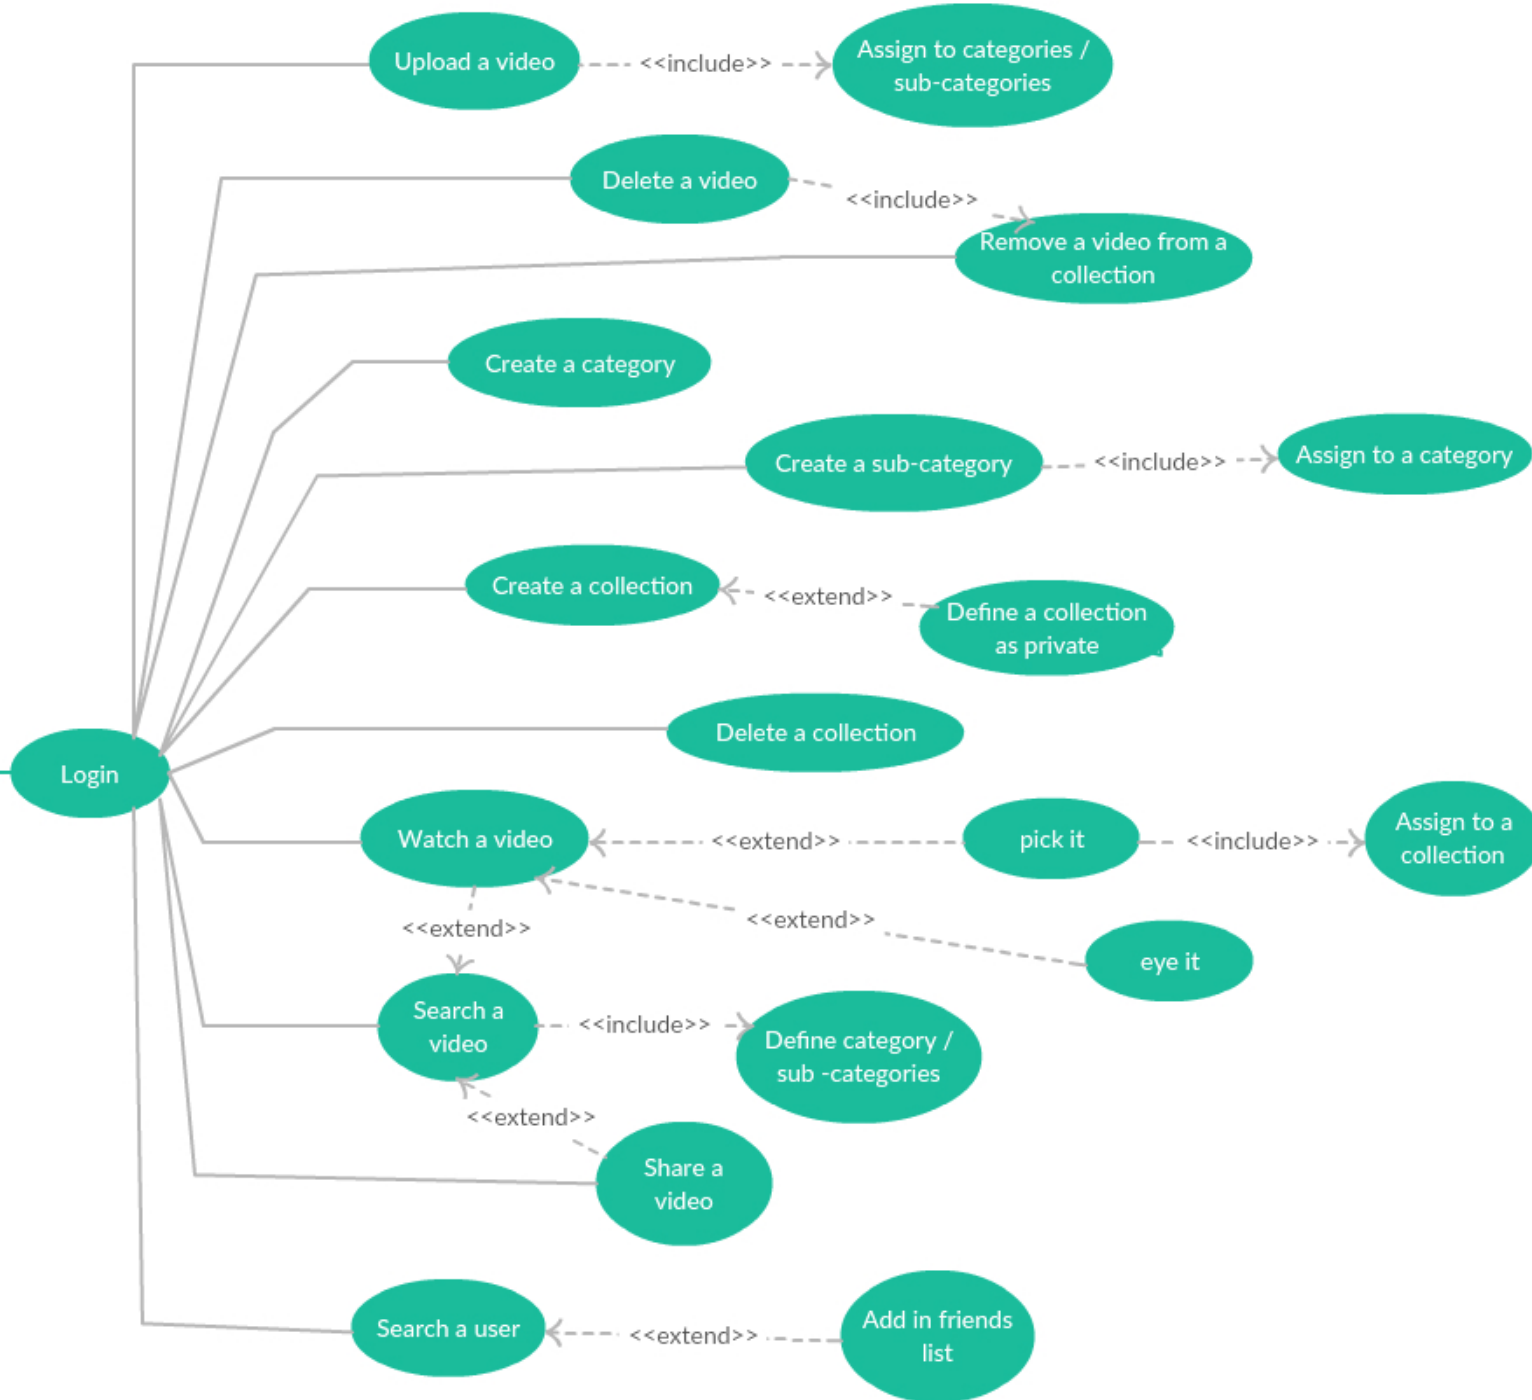 Upload a video
<<include>>
Assign to categories /
sub-categories
Delete a video
<<include>>
Remove a video from a
collection
Create a category
Create a sub-category
<<include>>
Assign to a category
Create a collection
<<extend>>
Define a collection
as private
Delete a collection
Login
Watch a video
<<extend>>
pick it
<<include>>
Assign to a
collection
<<extend>>
<<extend>>
eye it
Search a
video
<<include>>
Define category /
sub -categories
<<extend>>
Share a
video
Search a user
<<extend>>
Add in friends
list